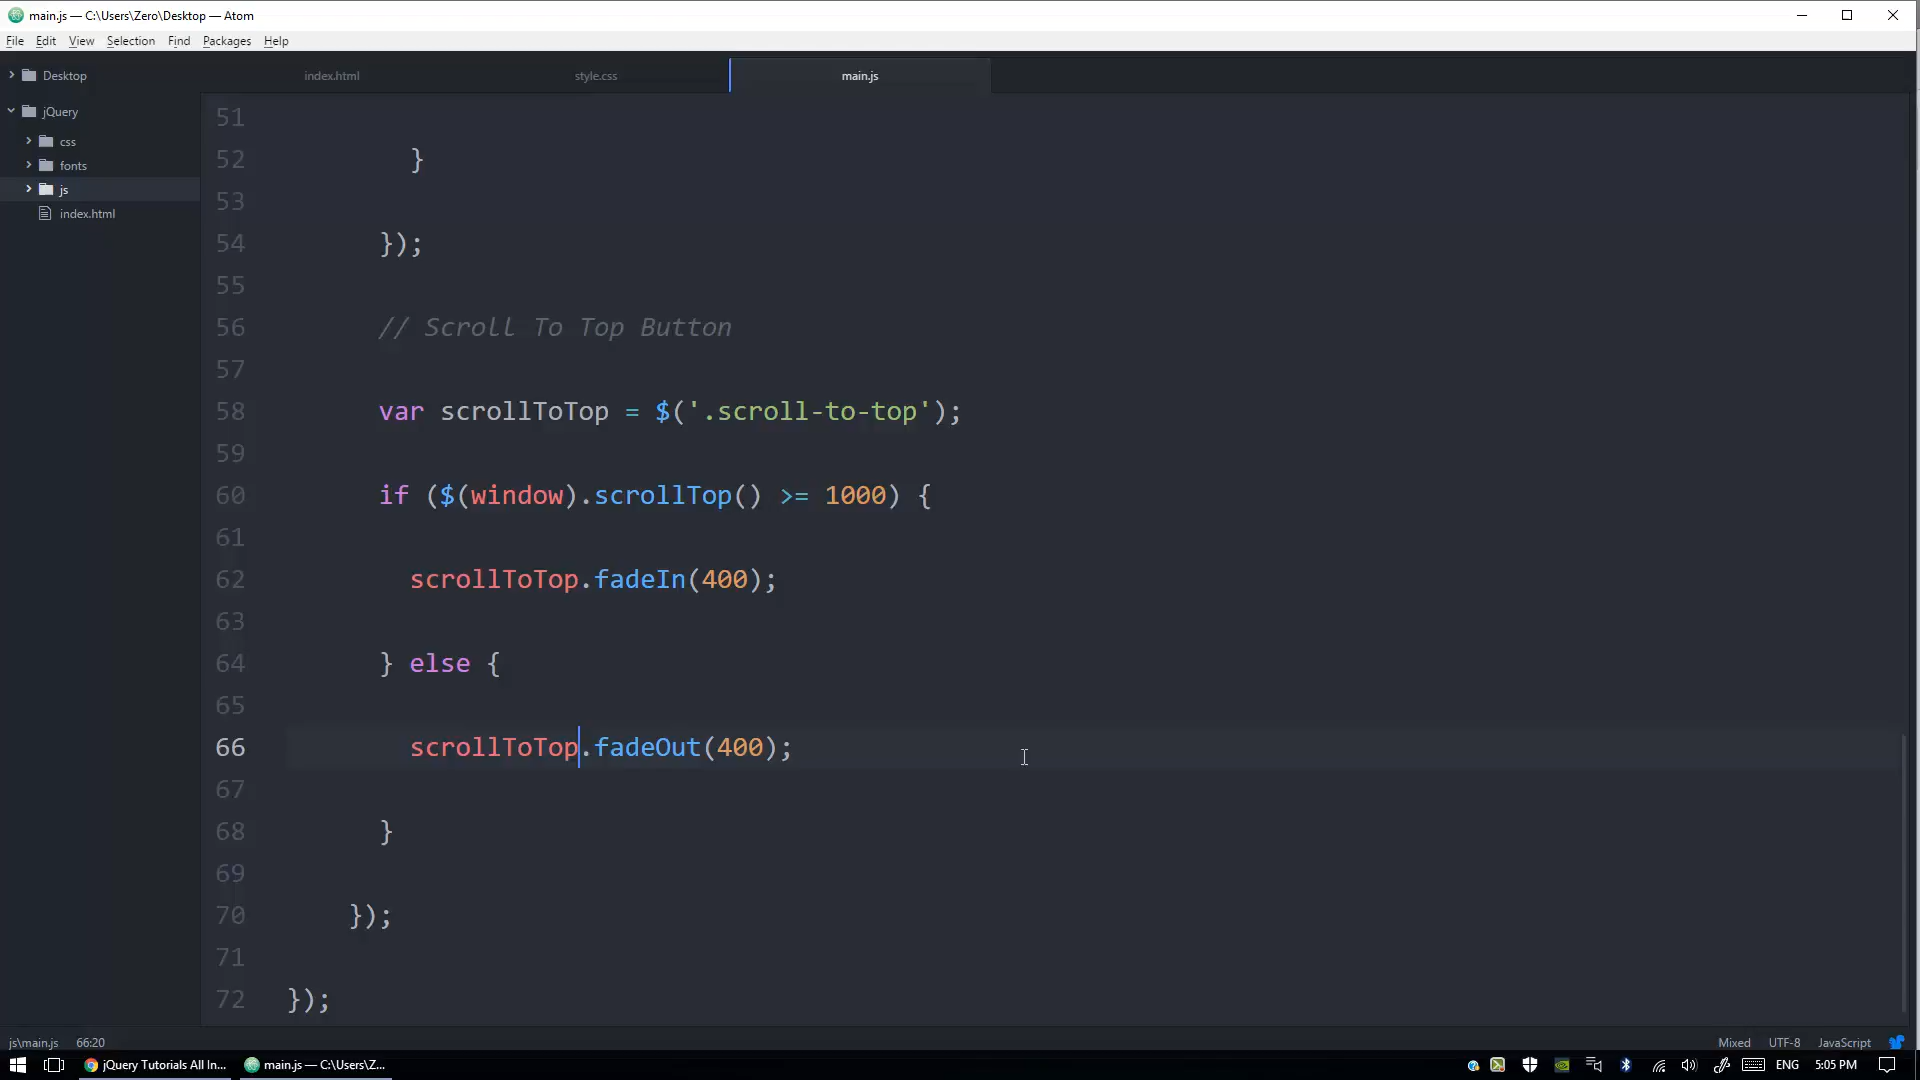 main.js — C:\Users\Zero\Desktop — Atom
File Edit View Selection Find Packages Help
Desktop
jQuery
css
fonts
js
index.html
index.html style.css main.js
51
52 }
53
54 });
55
56 // Scroll To Top Button
57
58 var scrollToTop = $('.scroll-to-top');
59
60 if ($(window).scrollTop() >= 1000) {
61
62 scrollToTop.fadeIn(400);
63
64 } else {
65
66 scrollToTop.fadeOut(400);
67
68 }
69
70 });
71
72 });
js\main.js 66:20 Mixed UTF-8 JavaScript
jQuery Tutorials All In... main.js — C:\Users\Z... ENG 5:05 PM